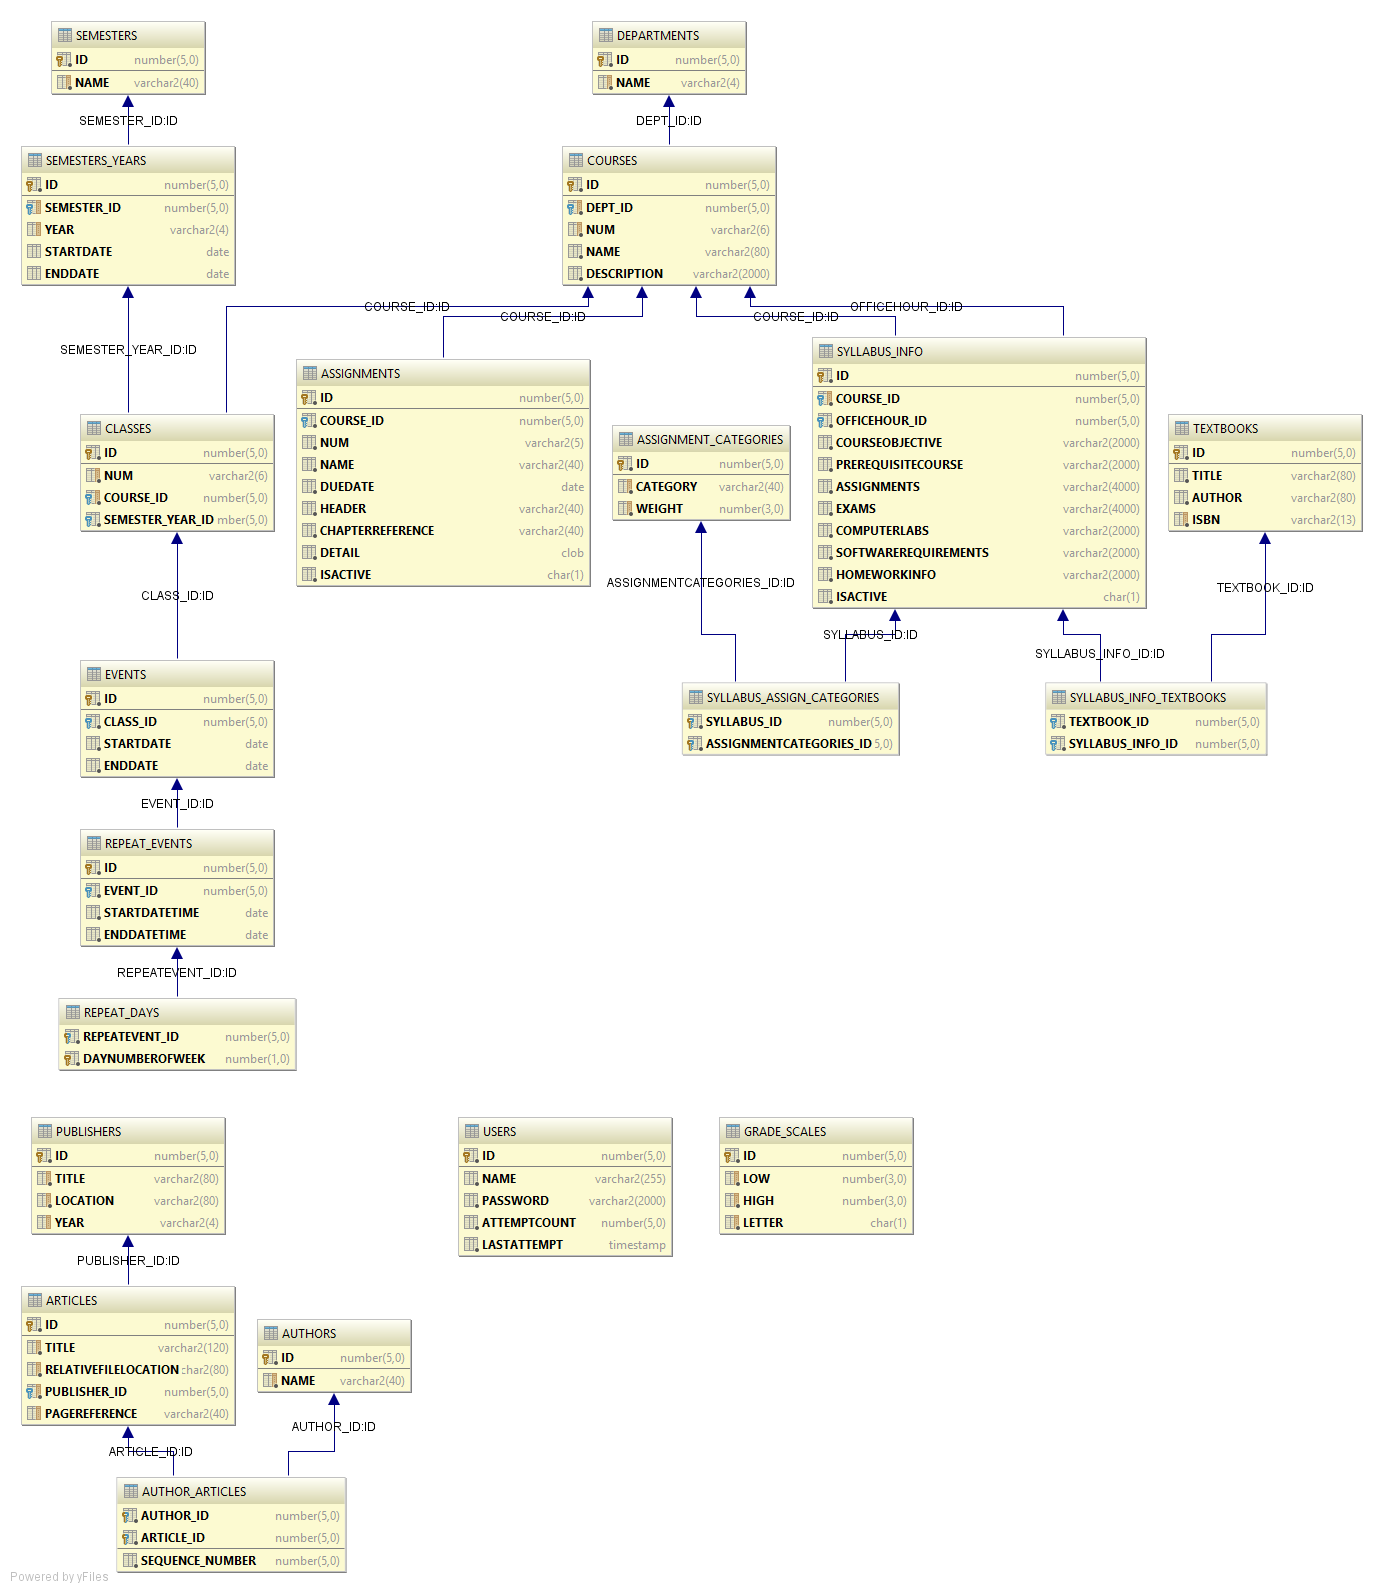 SEMESTERS
ID number(5,0)
NAME varchar2(40)
DEPARTMENTS
ID number(5,0)
NAME varchar2(4)
SEMESTER_ID:ID
DEPT_ID:ID
SEMESTERS_YEARS
ID number(5,0)
SEMESTER_ID number(5,0)
YEAR varchar2(4)
STARTDATE date
ENDDATE date
COURSES
ID number(5,0)
DEPT_ID number(5,0)
NUM varchar2(6)
NAME varchar2(80)
DESCRIPTION varchar2(2000)
COURSE_ID:ID
COURSE_ID:ID
COURSE_ID:ID
OFFICEHOUR_ID:ID
SEMESTER_YEAR_ID:ID
ASSIGNMENTS
ID number(5,0)
COURSE_ID number(5,0)
NUM varchar2(5)
NAME varchar2(40)
DUEDATE date
HEADER varchar2(40)
CHAPTERREFERENCE varchar2(40)
DETAIL clob
ISACTIVE char(1)
SYLLABUS_INFO
ID number(5,0)
COURSE_ID number(5,0)
OFFICEHOUR_ID number(5,0)
COURSEOBJECTIVE varchar2(2000)
PREREQUISITECOURSE varchar2(2000)
ASSIGNMENTS varchar2(4000)
EXAMS varchar2(4000)
COMPUTERLABS varchar2(2000)
SOFTWAREREQUIREMENTS varchar2(2000)
HOMEWORKINFO varchar2(2000)
ISACTIVE char(1)
CLASSES
ID number(5,0)
NUM varchar2(6)
COURSE_ID number(5,0)
SEMESTER_YEAR_ID mber(5,0)
ASSIGNMENT_CATEGORIES
ID number(5,0)
CATEGORY varchar2(40)
WEIGHT number(3,0)
TEXTBOOKS
ID number(5,0)
TITLE varchar2(80)
AUTHOR varchar2(80)
ISBN varchar2(13)
CLASS_ID:ID
ASSIGNMENTCATEGORIES_ID:ID
TEXTBOOK_ID:ID
SYLLABUS_ID:ID
SYLLABUS_INFO_ID:ID
EVENTS
ID number(5,0)
CLASS_ID number(5,0)
STARTDATE date
ENDDATE date
SYLLABUS_ASSIGN_CATEGORIES
SYLLABUS_ID number(5,0)
ASSIGNMENTCATEGORIES_ID 5,0)
SYLLABUS_INFO_TEXTBOOKS
TEXTBOOK_ID number(5,0)
SYLLABUS_INFO_ID number(5,0)
EVENT_ID:ID
REPEAT_EVENTS
ID number(5,0)
EVENT_ID number(5,0)
STARTDATETIME date
ENDDATETIME date
REPEATEVENT_ID:ID
REPEAT_DAYS
REPEATEVENT_ID number(5,0)
DAYNUMBEROFWEEK number(1,0)
PUBLISHERS
ID number(5,0)
TITLE varchar2(80)
LOCATION varchar2(80)
YEAR varchar2(4)
USERS
ID number(5,0)
NAME varchar2(255)
PASSWORD varchar2(2000)
ATTEMPTCOUNT number(5,0)
LASTATTEMPT timestamp
GRADE_SCALES
ID number(5,0)
LOW number(3,0)
HIGH number(3,0)
LETTER char(1)
PUBLISHER_ID:ID
ARTICLES
ID number(5,0)
TITLE varchar2(120)
RELATIVEFILELOCATION char2(80)
PUBLISHER_ID number(5,0)
PAGEREFERENCE varchar2(40)
AUTHORS
ID number(5,0)
NAME varchar2(40)
AUTHOR_ID:ID
ARTICLE_ID:ID
AUTHOR_ARTICLES
AUTHOR_ID number(5,0)
ARTICLE_ID number(5,0)
SEQUENCE_NUMBER number(5,0)
Powered by yFiles